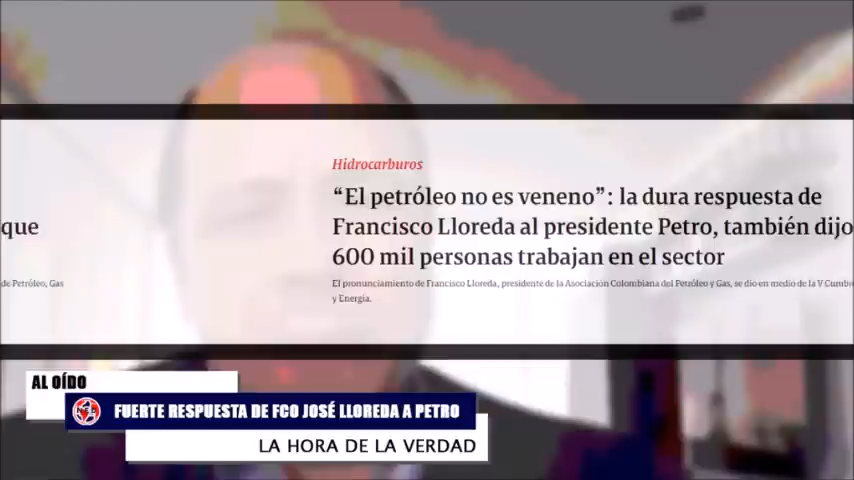 Hidrocarburos
“El petróleo no es veneno”: la dura respuesta de
Francisco Lloreda al presidente Petro, también dijo
600 mil personas trabajan en el sector
que
de Petróleo, Gas
El pronunciamiento de Francisco Lloreda, presidente de la Asociación Colombiana del Petróleo y Gas, se dio en medio de la V Cumbre
y Energía.
AL OÍDO
FUERTE RESPUESTA DE FCO JOSÉ LLOREDA A PETRO
LA HORA DE LA VERDAD